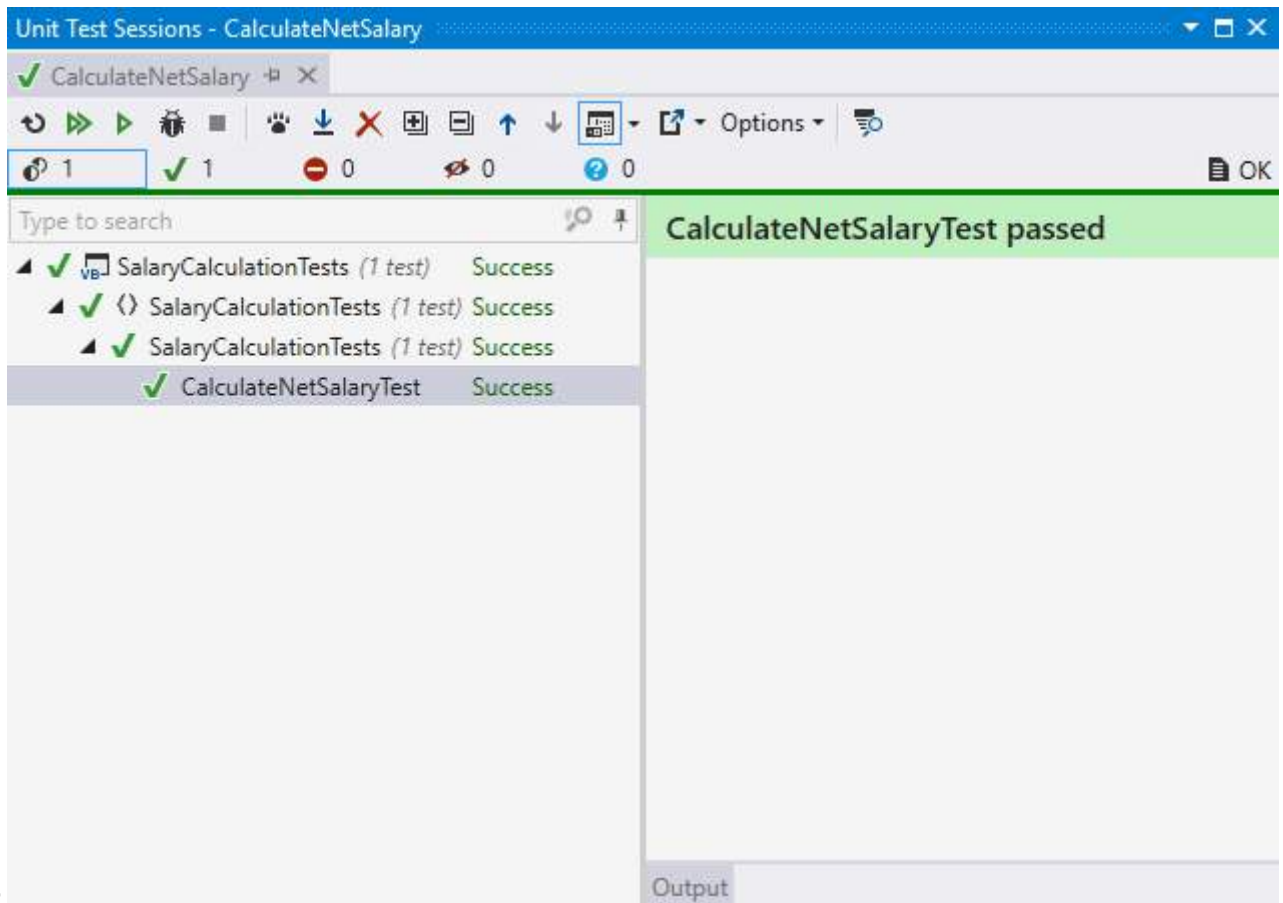 Unit Test Sessions - CalculateNetSalary
CalculateNetSalary
Options
1 1 0 0 0 OK
Type to search
CalculateNetSalaryTest passed
VB SalaryCalculationTests (1 test) Success
SalaryCalculationTests (1 test) Success
SalaryCalculationTests (1 test) Success
CalculateNetSalaryTest Success
Output